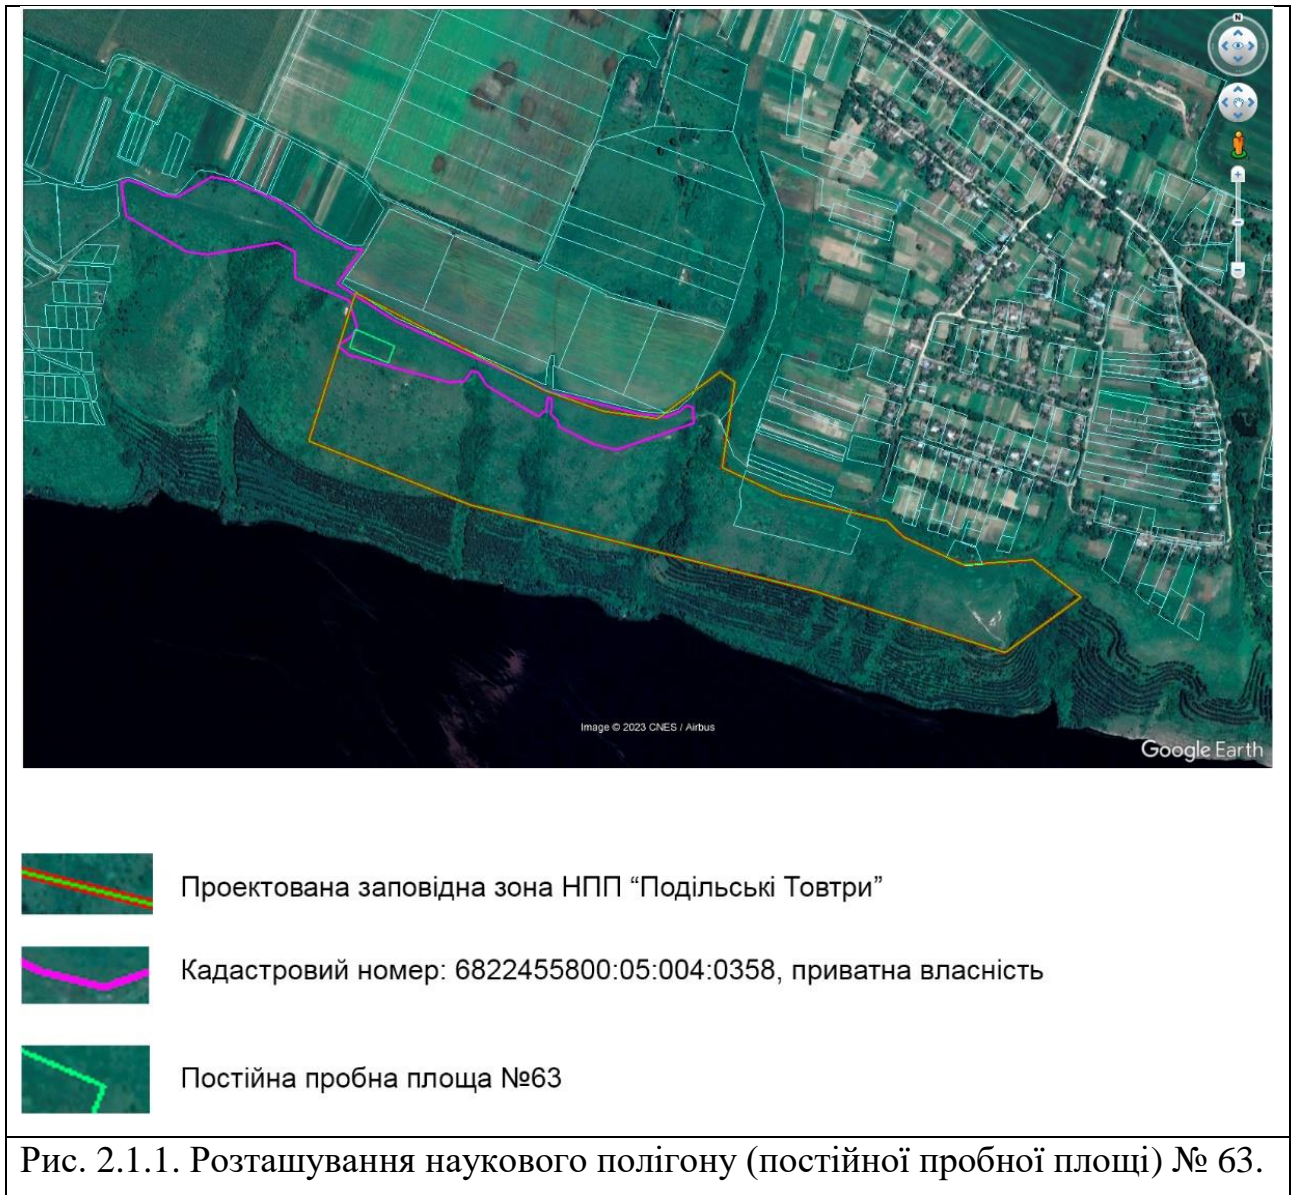 N
Image © 2023 CNES / Airbus
Google Earth
Проектована заповідна зона НПП “Подільські Товтри”
Кадастровий номер: 6822455800:05:004:0358, приватна власність
Постійна пробна площа №63
Рис. 2.1.1. Розташування наукового полігону (постійної пробної площі) № 63.